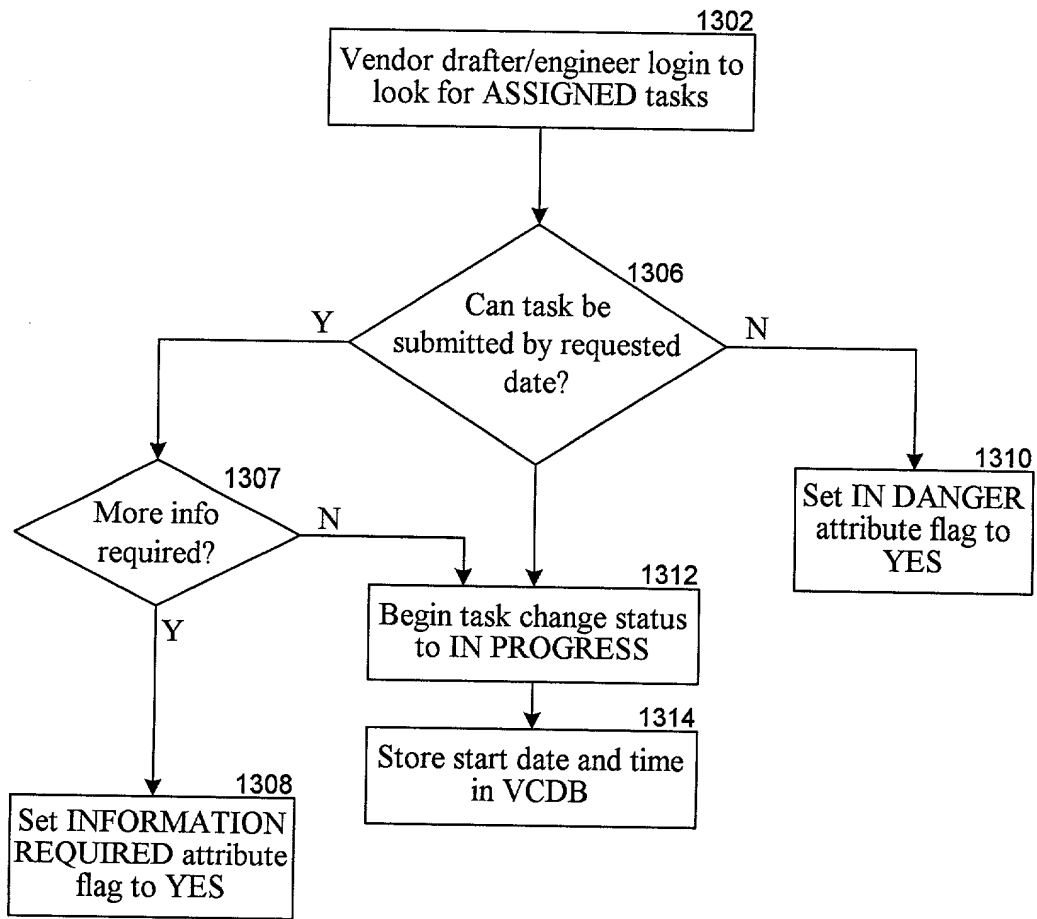 1302
Vendor drafter/engineer login to
look for ASSIGNED tasks
1306
Can task be
submitted by requested
date?
Y
N
1307
More info
required?
N
Y
1310
Set IN DANGER
attribute flag to
YES
1312
Begin task change status
to IN PROGRESS
1314
Store start date and time
in VCDB
1308
Set INFORMATION
REQUIRED attribute
flag to YES